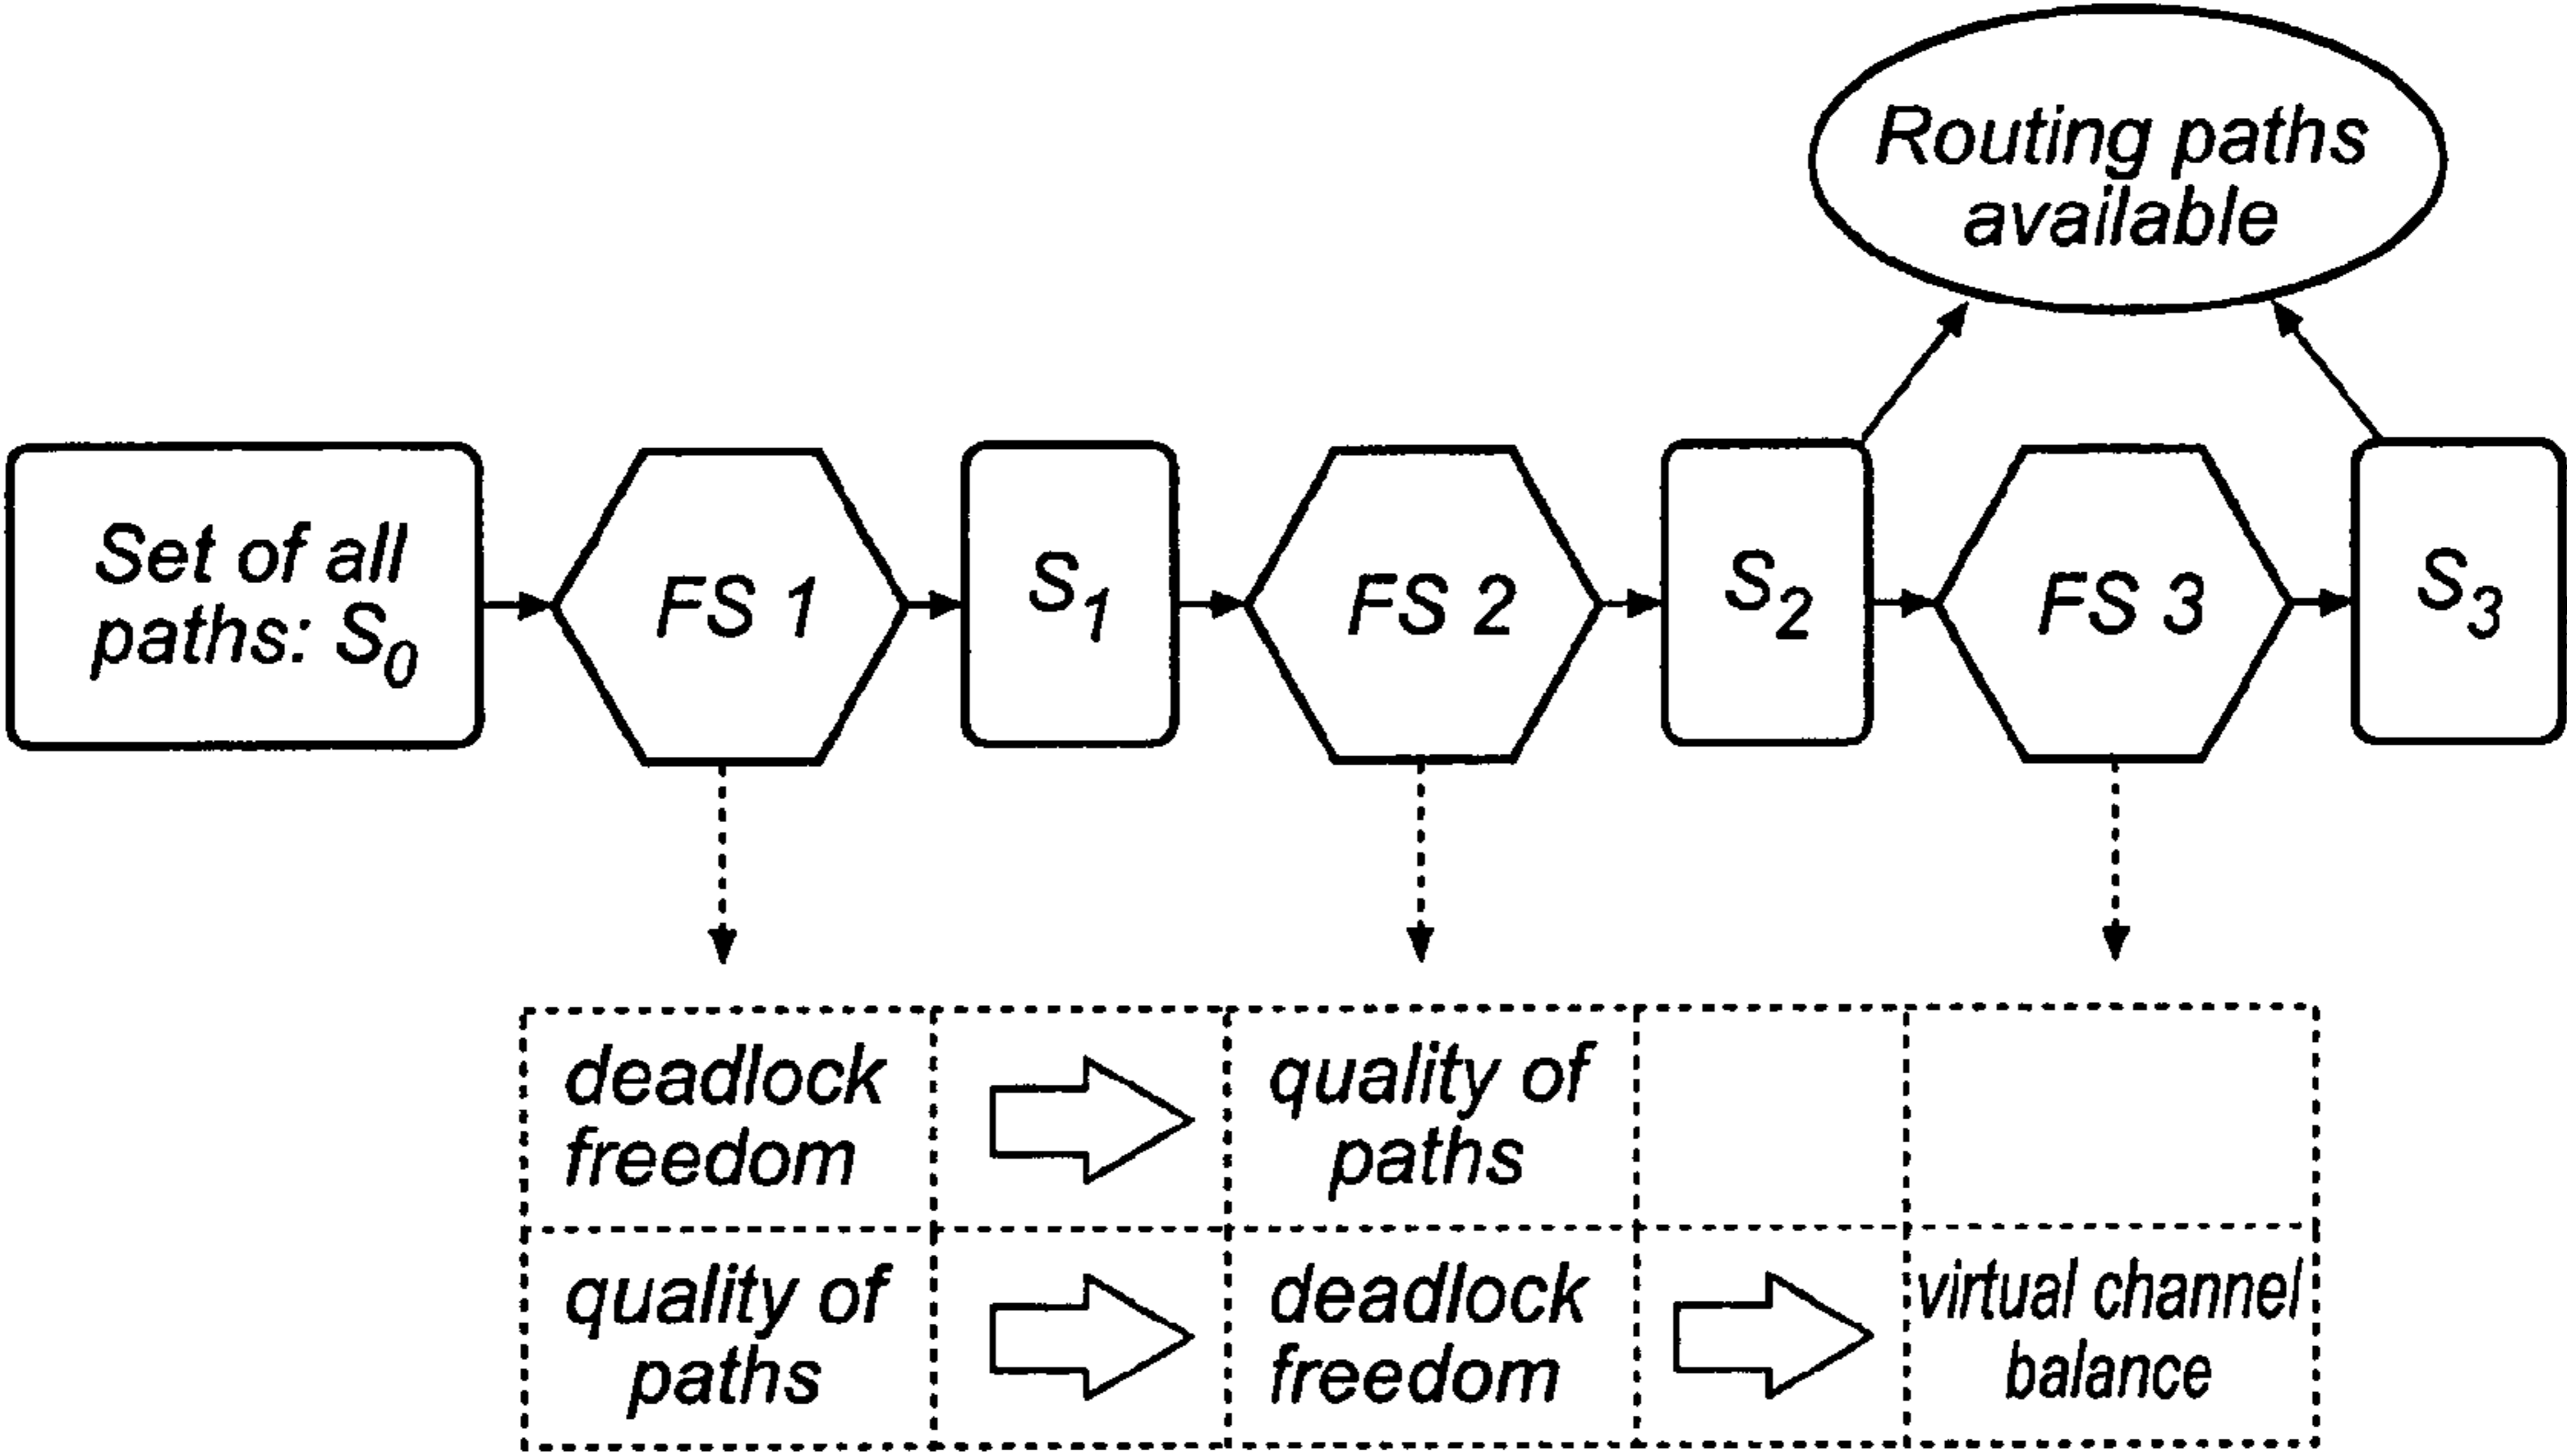 Routing paths
available
Set of all
paths: S0
FS 1
S1
FS 2
S2
FS 3
S3
deadlock
freedom
quality of
paths
quality of
paths
deadlock
freedom
virtual channel
balance